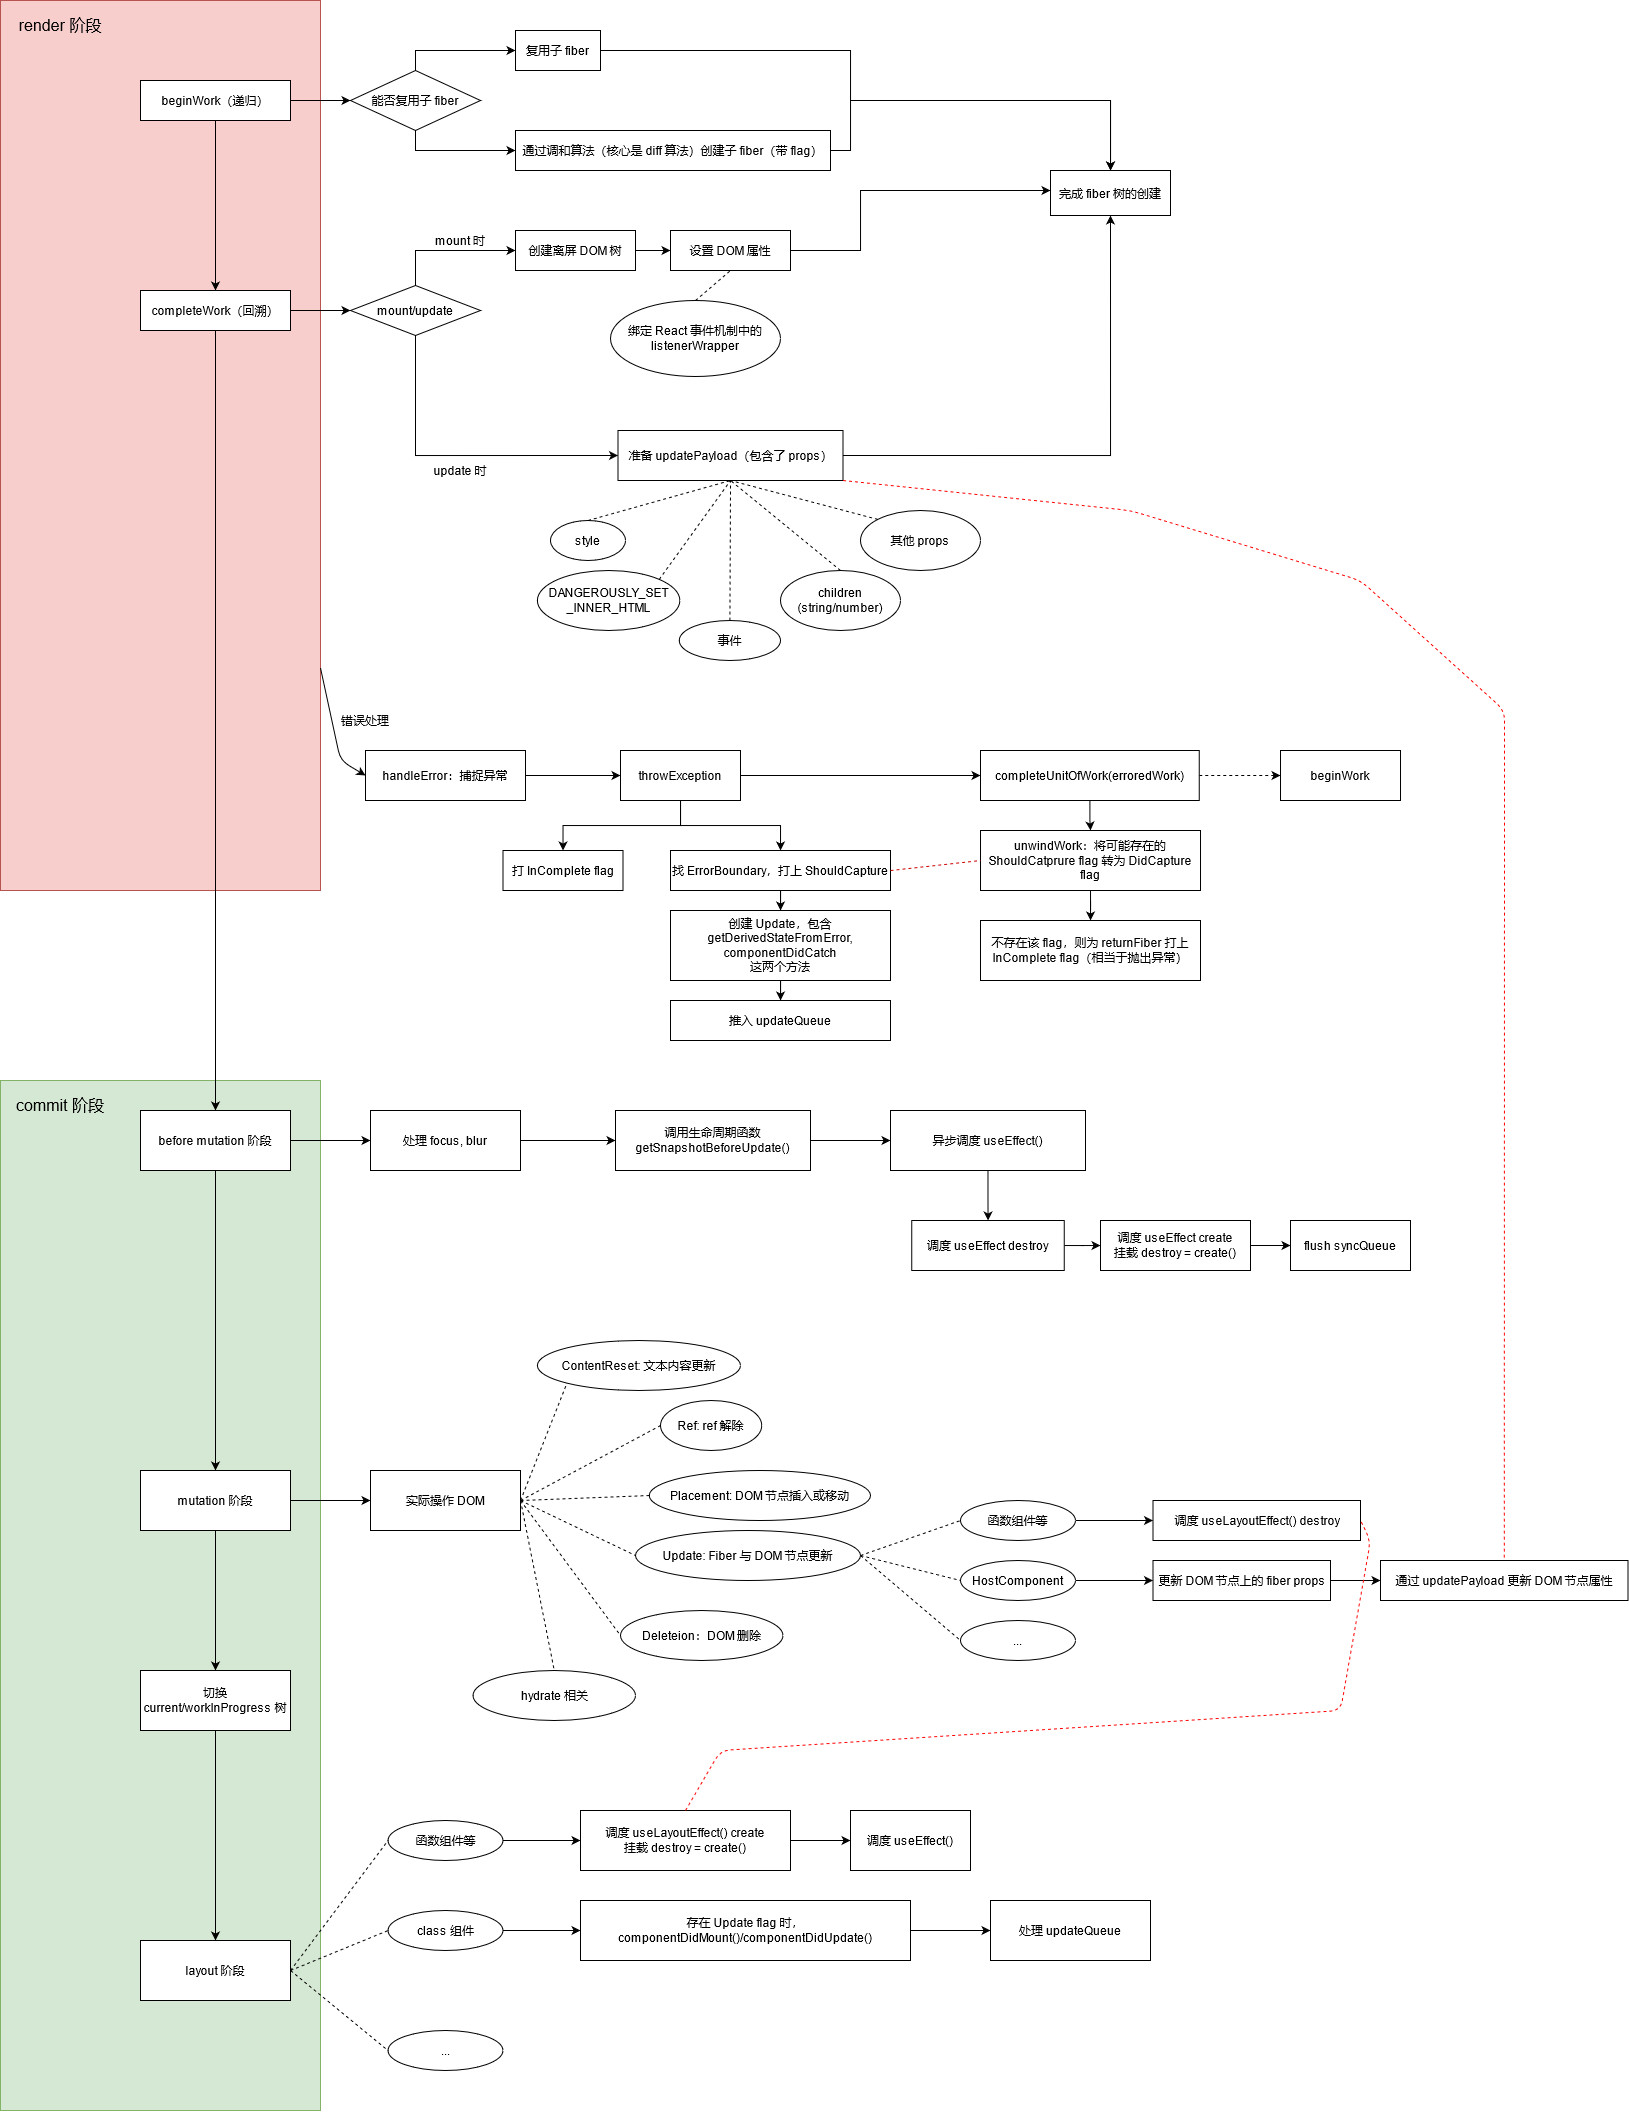 render 阶段
复用子 fiber
beginWork（递归）
能否复用子 fiber
通过调和算法（核心是 diff 算法）创建子 fiber（带 flag）
完成 fiber 树的创建
mount 时
创建离屏 DOM 树
设置 DOM 属性
completeWork（回溯）
mount/update
绑定 React 事件机制中的
listenerWrapper
准备 updatePayload（包含了 props）
update 时
style
其他 props
DANGEROUSLY_SET
_INNER_HTML
children
(string/number)
事件
错误处理
handleError：捕捉异常
throwException
completeUnitOfWork(erroredWork)
beginWork
打 InComplete flag
找 ErrorBoundary，打上 ShouldCapture
unwindWork：将可能存在的
ShouldCatprure flag 转为 DidCapture
flag
创建 Update，包含
getDerivedStateFromError,
componentDidCatch
这两个方法
不存在该 flag，则为 returnFiber 打上
InComplete flag（相当于抛出异常）
推入 updateQueue
commit 阶段
before mutation 阶段
处理 focus, blur
调用生命周期函数
getSnapshotBeforeUpdate()
异步调度 useEffect()
调度 useEffect destroy
调度 useEffect create
挂载 destroy = create()
flush syncQueue
ContentReset: 文本内容更新
Ref: ref 解除
mutation 阶段
实际操作 DOM
Placement: DOM 节点插入或移动
函数组件等
调度 useLayoutEffect() destroy
Update: Fiber 与 DOM 节点更新
HostComponent
更新 DOM 节点上的 fiber props
通过 updatePayload 更新 DOM 节点属性
Deleteion：DOM 删除
...
hydrate 相关
切换
current/workInProgress 树
函数组件等
调度 useLayoutEffect() create
挂载 destroy = create()
调度 useEffect()
class 组件
存在 Update flag 时，
componentDidMount()/componentDidUpdate()
处理 updateQueue
layout 阶段
...